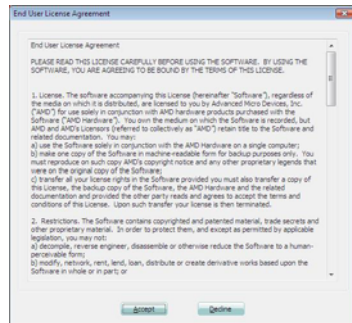 End User License Agreement
End User License Agreement
PLEASE READ THIS LICENSE CAREFULLY BEFORE USING THE SOFTWARE. BY USING THE
SOFTWARE, YOU ARE AGREEING TO BE BOUND BY THE TERMS OF THIS LICENSE.
1. License. The software accompanying this License (hereinafter "Software"), regardless of
the media on which it is distributed, are licensed to you by Advanced Micro Devices, Inc.
("AMD") for use solely in conjunction with AMD hardware products purchased with the
Software ("AMD Hardware"). You own the medium on which the Software is recorded, but
AMD and AMD's Licensors (referred to collectively as "AMD") retain title to the Software and
related documentation. You may:
a) use the Software solely in conjunction with the AMD Hardware on a single computer;
b) make one copy of the Software in machine-readable form for backup purposes only. You
must reproduce on such copy AMD's copyright notice and any other proprietary legends that
were on the original copy of the Software;
c) transfer all your license rights in the Software provided you must also transfer a copy of
this License, the backup copy of the Software, the AMD Hardware and the related
documentation and provided the other party reads and agrees to accept the terms and
conditions of this License. Upon such transfer your license is then terminated.
2. Restrictions. The Software contains copyrighted and patented material, trade secrets and
other proprietary material. In order to protect them, and except as permitted by applicable
legislation, you may not:
a) decompile, reverse engineer, disassemble or otherwise reduce the Software to a human-
perceivable form;
b) modify, network, rent, lend, loan, distribute or create derivative works based upon the
Software in whole or in part; or
Accept
Decline